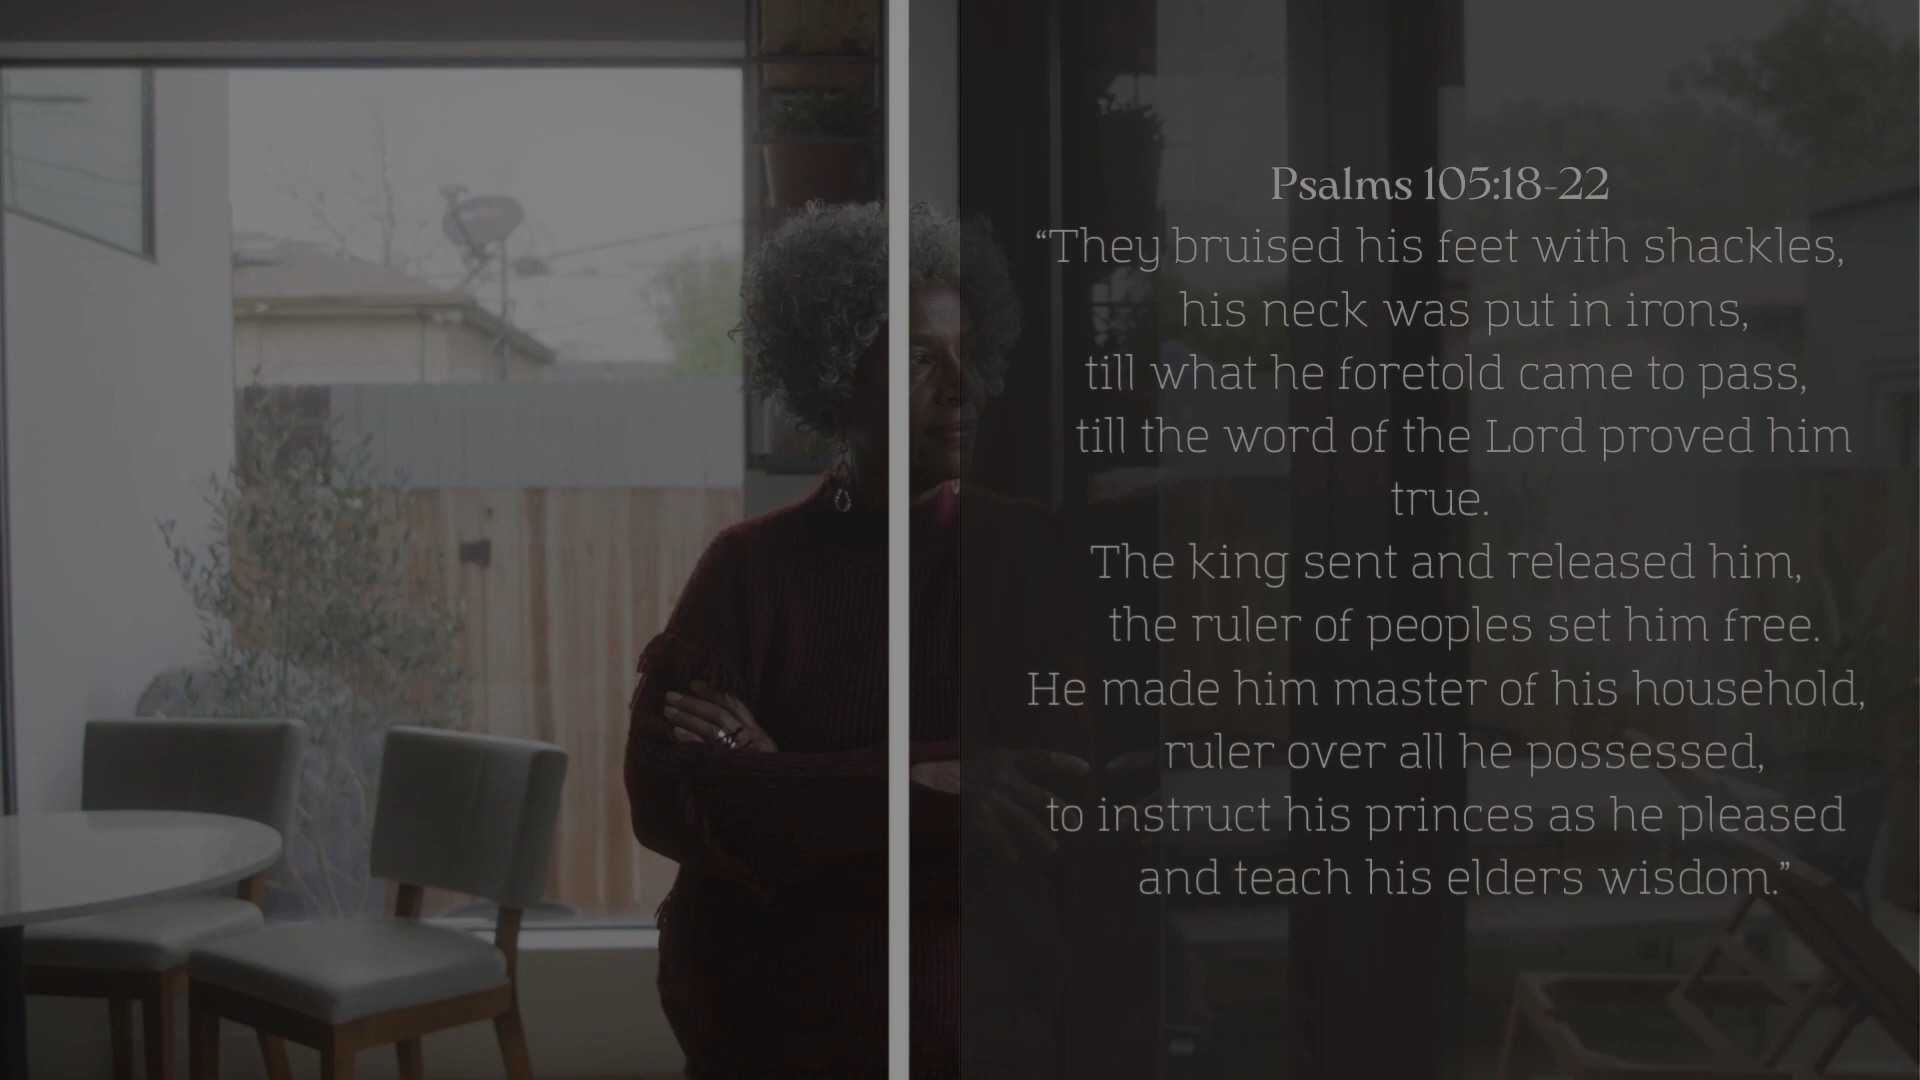 Psalms 105:18-22
“They bruised his feet with shackles,
his neck was put in irons,
till what he foretold came to pass,
till the word of the Lord proved him
true.
The king sent and released him,
the ruler of peoples set him free.
He made him master of his household,
ruler over all he possessed,
to instruct his princes as he pleased
and teach his elders wisdom.”